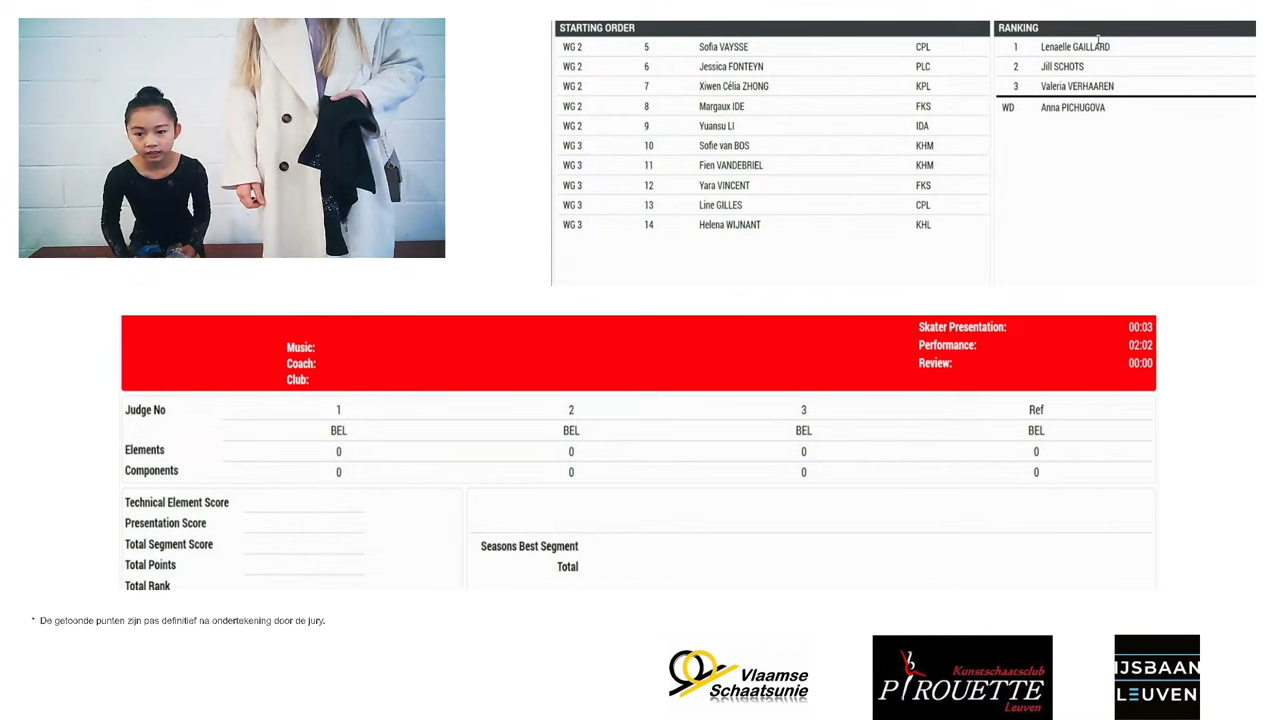 STARTING ORDER
WG 2 5 Sofia VAYSSE CPL
WG 2 6 Jessica FONTEYN PLC
WG 2 7 Xiwen Célia ZHONG KPL
WG 2 8 Margaux IDE FKS
WG 2 9 Yuansu LI IDA
WG 3 10 Sofie van BOS KHM
WG 3 11 Fien VANDEBRIEL KHM
WG 3 12 Yara VINCENT FKS
WG 3 13 Line GILLES CPL
WG 3 14 Helena WIJNANT KHL
RANKING
1 Lenaelle GAILLARD
2 Jill SCHOTS
3 Valeria VERHAAREN
WD Anna PICHUGOVA
Music:
Coach:
Club:
Skater Presentation: 00:03
Performance: 02:02
Review: 00:00
Judge No 1 2 3 Ref
BEL BEL BEL BEL
Elements 0 0 0 0
Components 0 0 0 0
Technical Element Score
Presentation Score
Total Segment Score
Total Points
Total Rank
Seasons Best Segment
Total
* De getoonde punten zijn pas definitief na ondertekening door de jury.
Vlaamse
Schaatsunie
Kunstschaatsclub
PIROUETTE
Leuven
IJSBAAN
LEUVEN